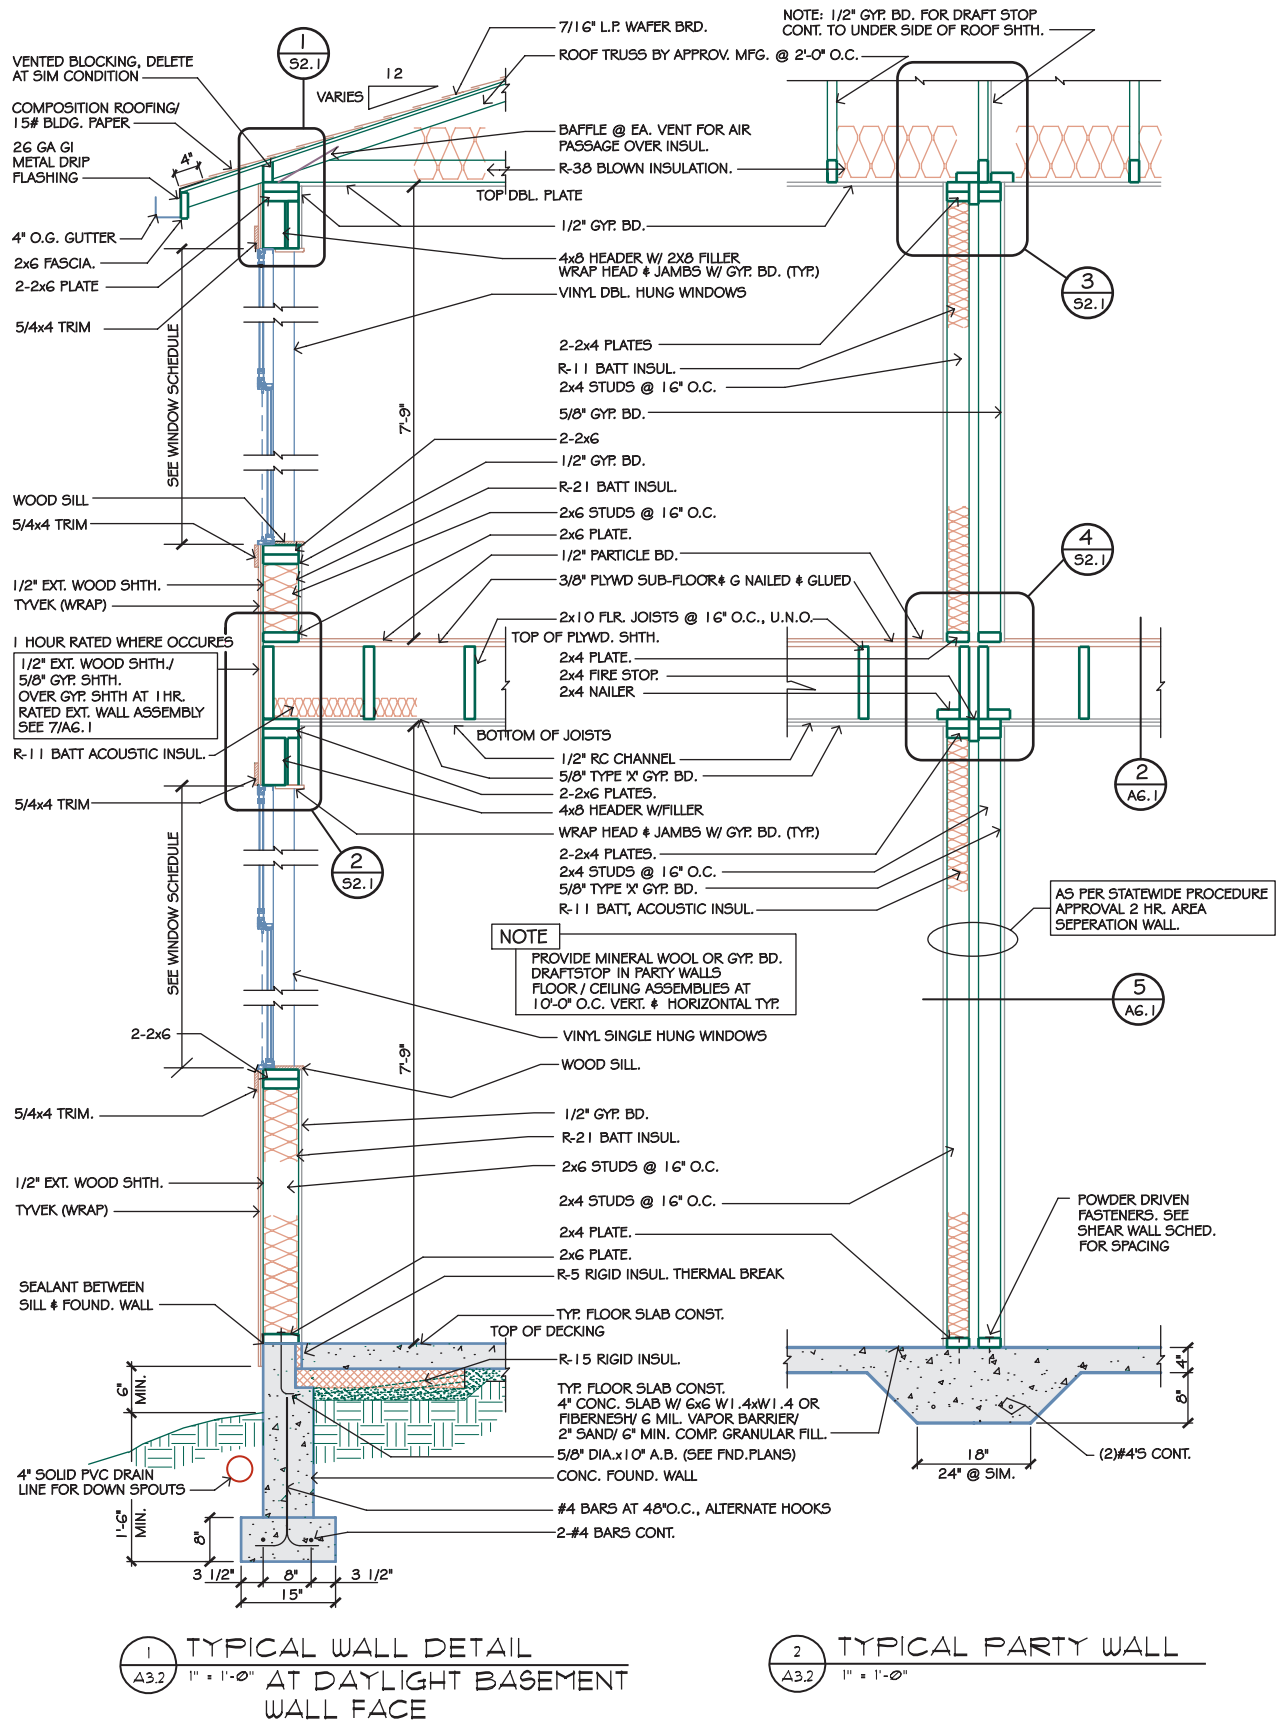 1
S2.1
VENTED BLOCKING, DELETE
AT SIM CONDITION
12
VARIES
COMPOSITION ROOFING/
15# BLDG. PAPER
26 GA GI
METAL DRIP
FLASHING
4"
4" O.G. GUTTER
2x6 FASCIA.
2-2x6 PLATE
5/4x4 TRIM
SEE WINDOW SCHEDULE
WOOD SILL
5/4x4 TRIM
1/2" EXT. WOOD SHTH.
TYVEK (WRAP)
1 HOUR RATED WHERE OCCURES
1/2" EXT. WOOD SHTH./
5/8" GYP. SHTH.
OVER GYP. SHTH AT 1HR.
RATED EXT. WALL ASSEMBLY
SEE 7/A6.1
R-11 BATT ACOUSTIC INSUL.
5/4x4 TRIM
2
S2.1
SEE WINDOW SCHEDULE
2-2x6
5/4x4 TRIM.
1/2" EXT. WOOD SHTH.
TYVEK (WRAP)
SEALANT BETWEEN
SILL & FOUND. WALL
6"
MIN.
4" SOLID PVC DRAIN
LINE FOR DOWN SPOUTS
1'-6"
MIN.
8"
3 1/2"
8"
3 1/2"
15"
7/16" L.P. WAFER BRD.
ROOF TRUSS BY APPROV. MFG. @ 2'-0" O.C.
BAFFLE @ EA. VENT FOR AIR
PASSAGE OVER INSUL.
R-38 BLOWN INSULATION.
TOP DBL. PLATE
1/2" GYP. BD.
4x8 HEADER W/ 2X8 FILLER
WRAP HEAD & JAMBS W/ GYP. BD. (TYP.)
VINYL DBL. HUNG WINDOWS
2-2x4 PLATES
R-11 BATT INSUL.
2x4 STUDS @ 16" O.C.
5/8" GYP. BD.
7'-9"
2-2x6
1/2" GYP. BD.
R-21 BATT INSUL.
2x6 STUDS @ 16" O.C.
2x6 PLATE.
1/2" PARTICLE BD.
3/8" PLYWD SUB-FLOOR& G NAILED & GLUED
2x10 FLR. JOISTS @ 16" O.C., U.N.O.
TOP OF PLYWD. SHTH.
2x4 PLATE.
2x4 FIRE STOP.
2x4 NAILER
BOTTOM OF JOISTS
1/2" RC CHANNEL
5/8" TYPE 'X' GYP. BD.
2-2x6 PLATES.
4x8 HEADER W/FILLER
WRAP HEAD & JAMBS W/ GYP. BD. (TYP.)
2-2x4 PLATES.
2x4 STUDS @ 16" O.C.
5/8" TYPE 'X' GYP. BD.
R-11 BATT, ACOUSTIC INSUL.
NOTE
PROVIDE MINERAL WOOL OR GYP. BD.
DRAFTSTOP IN PARTY WALLS
FLOOR / CEILING ASSEMBLIES AT
10'-0" O.C. VERT. & HORIZONTAL TYP.
VINYL SINGLE HUNG WINDOWS
7'-9"
WOOD SILL.
1/2" GYP. BD.
R-21 BATT INSUL.
2x6 STUDS @ 16" O.C.
2x4 STUDS @ 16" O.C.
2x4 PLATE.
2x6 PLATE.
R-5 RIGID INSUL. THERMAL BREAK
TYP. FLOOR SLAB CONST.
TOP OF DECKING
R-15 RIGID INSUL.
TYP. FLOOR SLAB CONST.
4" CONC. SLAB W/ 6x6 W1.4xW1.4 OR
FIBERNESH/ 6 MIL. VAPOR BARRIER/
2" SAND/ 6" MIN. COMP. GRANULAR FILL.
5/8" DIA.x10" A.B. (SEE FND.PLANS)
CONC. FOUND. WALL
#4 BARS AT 48"O.C., ALTERNATE HOOKS
2-#4 BARS CONT.
NOTE: 1/2" GYP. BD. FOR DRAFT STOP
CONT. TO UNDER SIDE OF ROOF SHTH.
3
S2.1
4
S2.1
2
A6.1
AS PER STATEWIDE PROCEDURE
APPROVAL 2 HR. AREA
SEPERATION WALL.
5
A6.1
POWDER DRIVEN
FASTENERS. SEE
SHEAR WALL SCHED.
FOR SPACING
4"
8"
18"
24" @ SIM.
(2)#4'S CONT.
1
A3.2
TYPICAL WALL DETAIL
1" = 1'-0"
AT DAYLIGHT BASEMENT
WALL FACE
2
A3.2
TYPICAL PARTY WALL
1" = 1'-0"